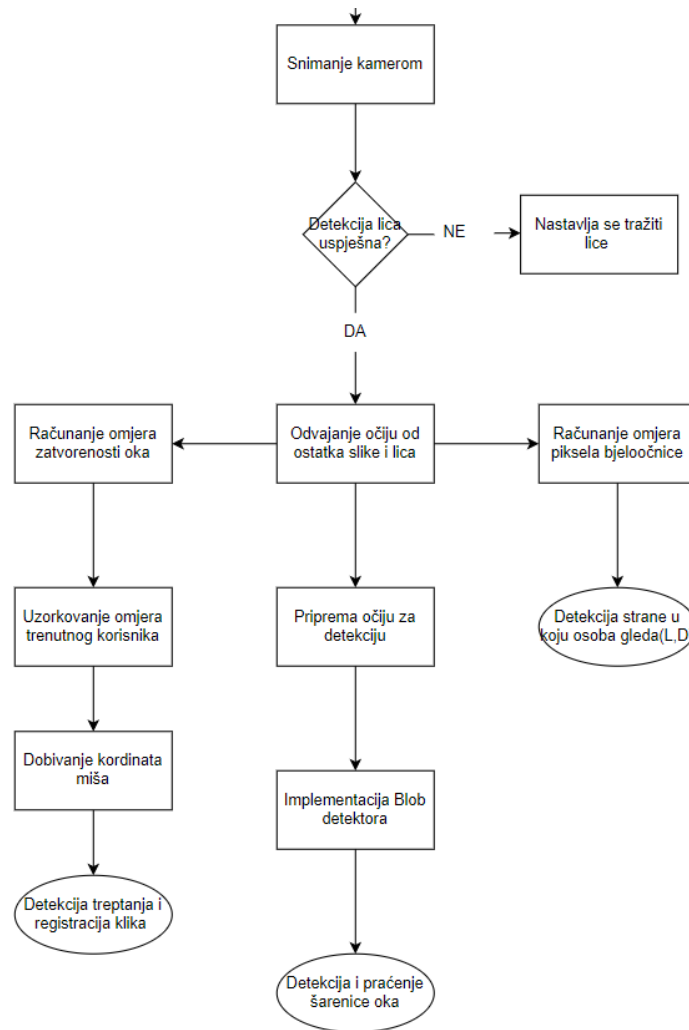 Snimanje kamerom
Detekcija lica
uspješna?
NE
Nastavlja se tražiti
lice
DA
Računanje omjera
zatvorenosti oka
Odvajanje očiju od
ostatka slike i lica
Računanje omjera
piksela bjeloočnice
Uzorkovanje omjera
trenutnog korisnika
Priprema očiju za
detekciju
Detekcija strane u
koju osoba gleda(L,D
Dobivanje kordinata
miša
Implementacija Blob
detektora
Detekcija treptanja i
registracija klika
Detekcija i praćenje
šarenice oka